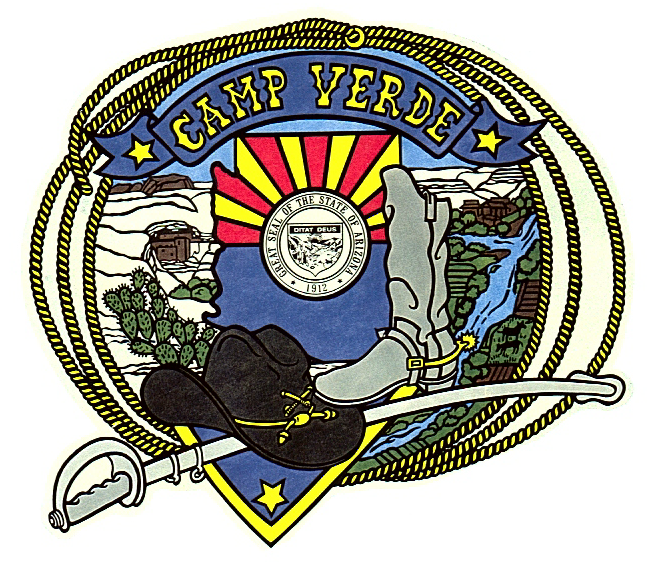 CAMP VERDE
GREAT SEAL OF THE STATE OF ARIZONA
DITAT DEUS
1912